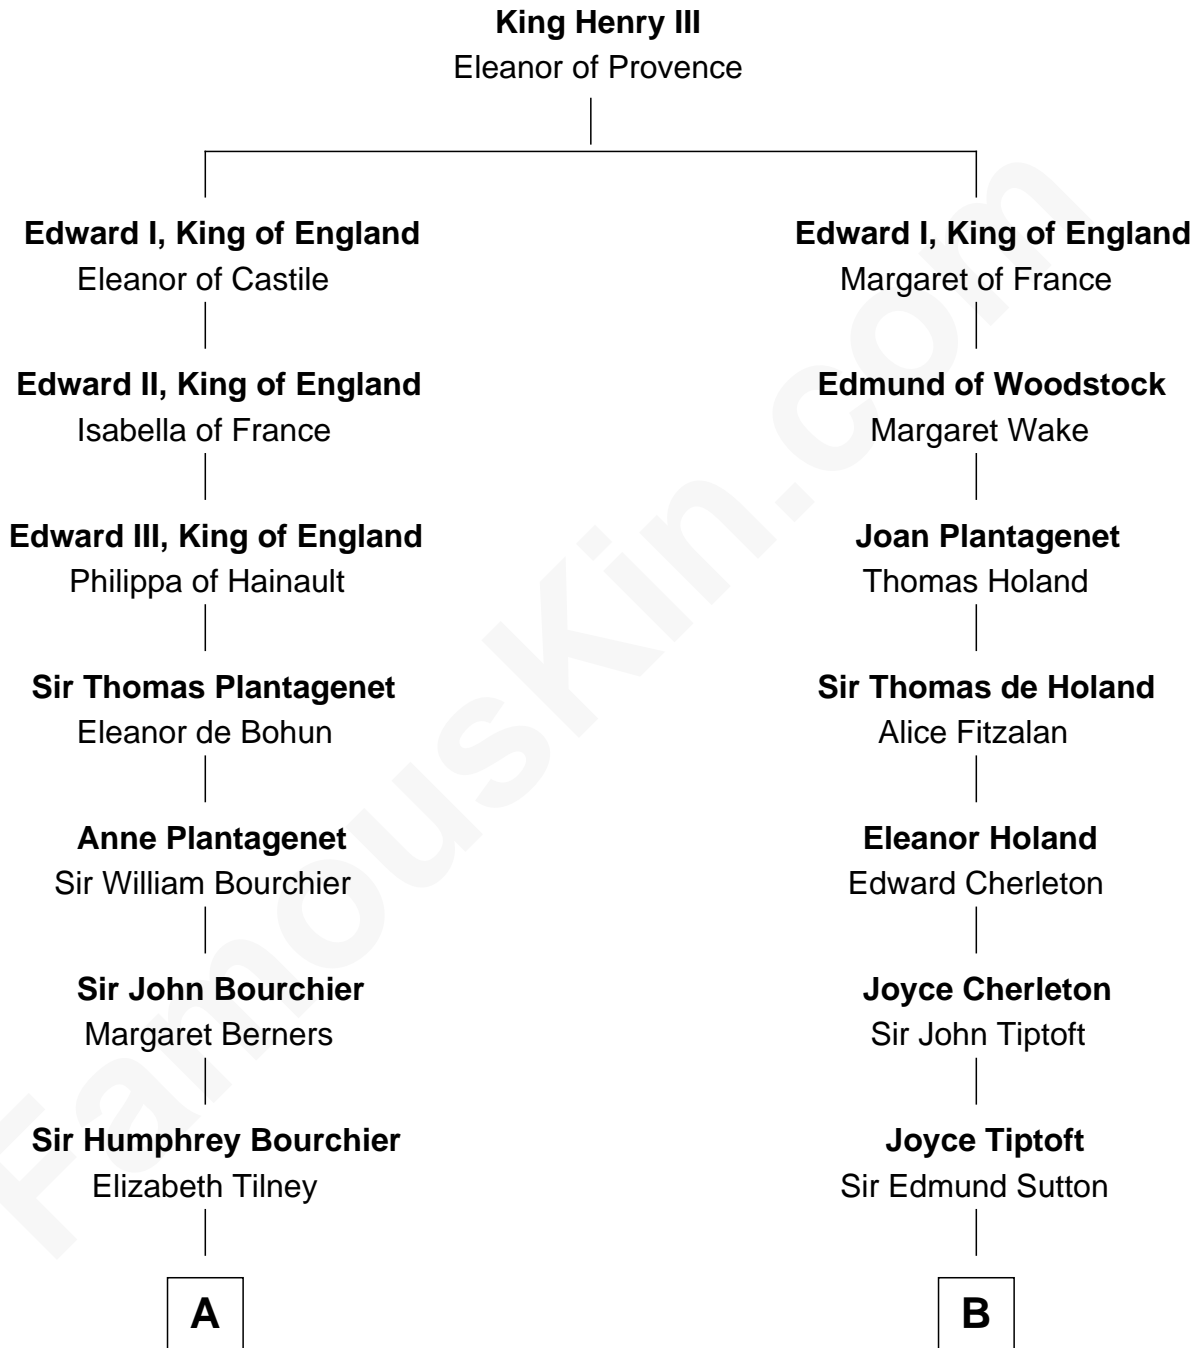 King Henry III
Eleanor of Provence
Edward I, King of England
Eleanor of Castile
Edward II, King of England
Isabella of France
Edward III, King of England
Philippa of Hainault
Sir Thomas Plantagenet
Eleanor de Bohun
Anne Plantagenet
Sir William Bourchier
Sir John Bourchier
Margaret Berners
Sir Humphrey Bourchier
Elizabeth Tilney
A
Edward I, King of England
Margaret of France
Edmund of Woodstock
Margaret Wake
Joan Plantagenet
Thomas Holand
Sir Thomas de Holand
Alice Fitzalan
Eleanor Holand
Edward Cherleton
Joyce Cherleton
Sir John Tiptoft
Joyce Tiptoft
Sir Edmund Sutton
B
FamousKin.com